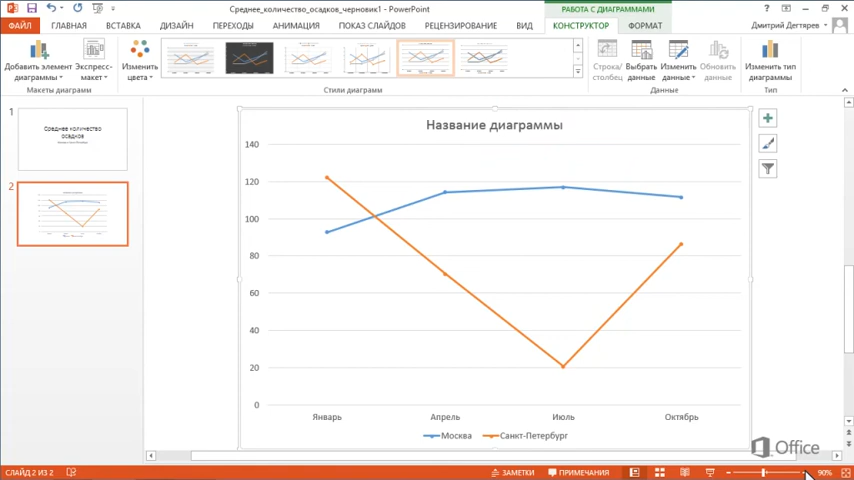 Среднее_количество_осадков_черновик1 - PowerPoint
РАБОТА С ДИАГРАММАМИ
?
ФАЙЛ ГЛАВНАЯ ВСТАВКА ДИЗАЙН ПЕРЕХОДЫ АНИМАЦИЯ ПОКАЗ СЛАЙДОВ РЕЦЕНЗИРОВАНИЕ ВИД КОНСТРУКТОР ФОРМАТ Дмитрий Дегтярев
Добавить элемент диаграммы
Экспресс-макет
Изменить цвета
Строка/столбец
Выбрать данные
Изменить данные
Обновить данные
Изменить тип диаграммы
Макеты диаграмм Стили диаграмм Данные Тип
1
Среднее количество
осадков
2
Название диаграммы
140
120
100
80
60
40
20
0
Январь Апрель Июль Октябрь
Москва Санкт-Петербург
Office
СЛАЙД 2 ИЗ 2 ЗАМЕТКИ ПРИМЕЧАНИЯ 90%